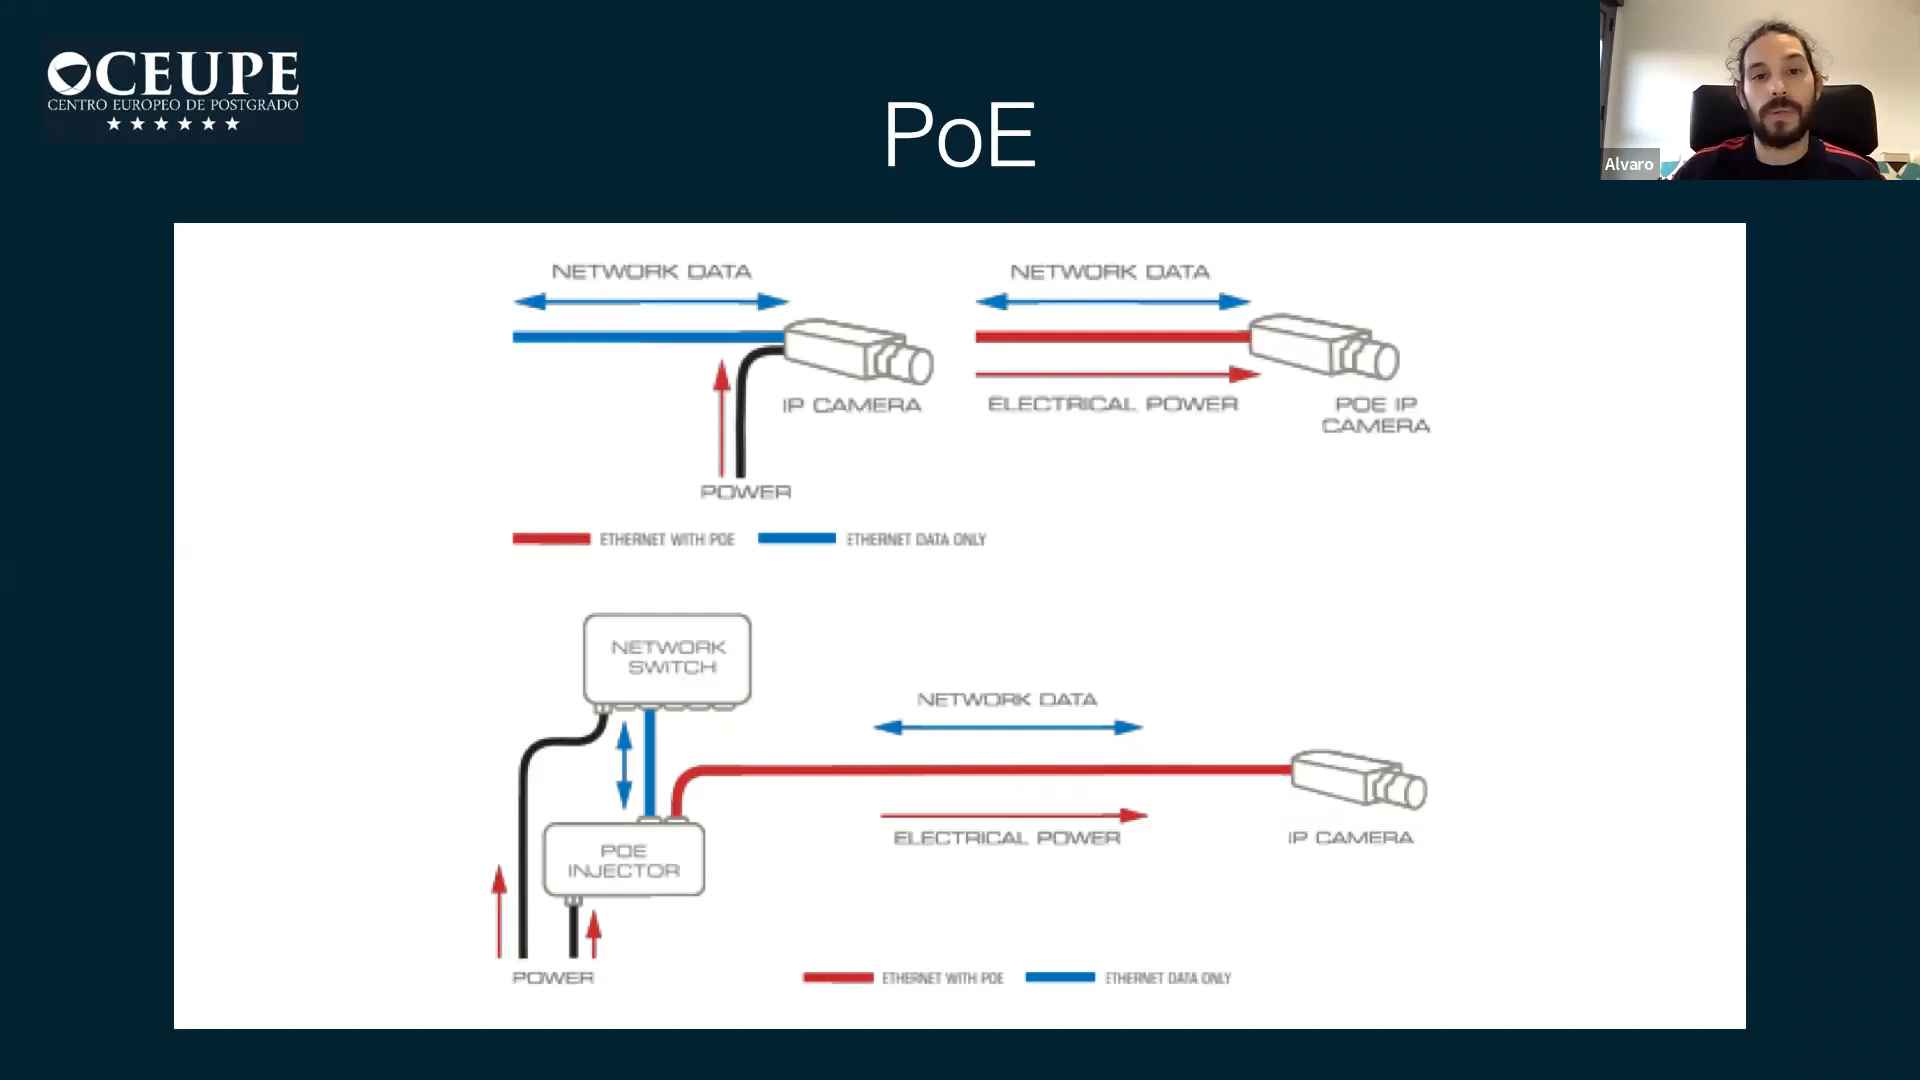 CEUPE
CENTRO EUROPEO DE POSTGRADO
PoE
Alvaro
NETWORK DATA
NETWORK DATA
IP CAMERA
ELECTRICAL POWER
POE IP
CAMERA
POWER
ETHERNET WITH POE
ETHERNET DATA ONLY
NETWORK
SWITCH
NETWORK DATA
POE
INJECTOR
ELECTRICAL POWER
IP CAMERA
POWER
ETHERNET WITH POE
ETHERNET DATA ONLY